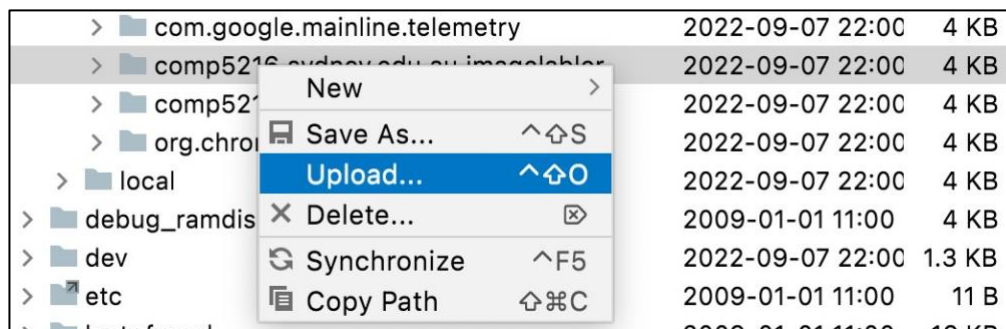 > com.google.mainline.telemetry 2022-09-07 22:00 4 KB
> comp5216.sydney.edu.au.imagelabler 2022-09-07 22:00 4 KB
New >
> comp521 2022-09-07 22:00 4 KB
> org.chro 2022-09-07 22:00 4 KB
Save As... ^⇧S
> local 2022-09-07 22:00 4 KB
Upload... ^⇧O
> debug_ramdis 2009-01-01 11:00 4 KB
Delete... ⌦
> dev 2022-09-07 22:00 1.3 KB
Synchronize ^F5
> etc 2009-01-01 11:00 11 B
Copy Path ⇧⌘C